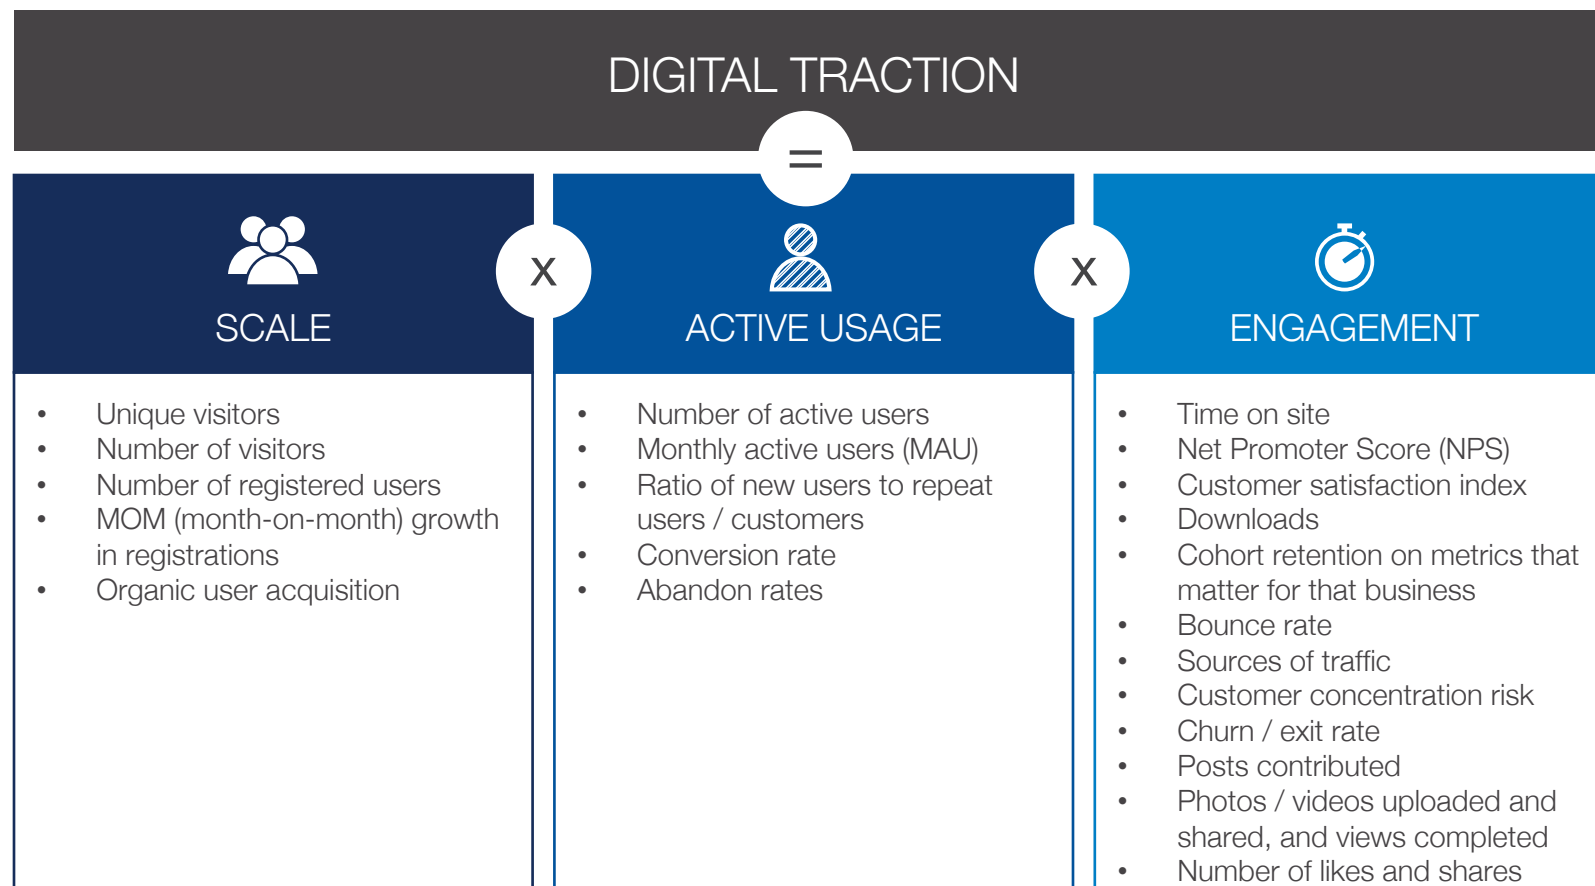 DIGITAL TRACTION
=
SCALE
x
ACTIVE USAGE
x
ENGAGEMENT
• Unique visitors
• Number of visitors
• Number of registered users
• MOM (month-on-month) growth
in registrations
• Organic user acquisition
• Number of active users
• Monthly active users (MAU)
• Ratio of new users to repeat
users / customers
• Conversion rate
• Abandon rates
• Time on site
• Net Promoter Score (NPS)
• Customer satisfaction index
• Downloads
• Cohort retention on metrics that
matter for that business
• Bounce rate
• Sources of traffic
• Customer concentration risk
• Churn / exit rate
• Posts contributed
• Photos / videos uploaded and
shared, and views completed
• Number of likes and shares